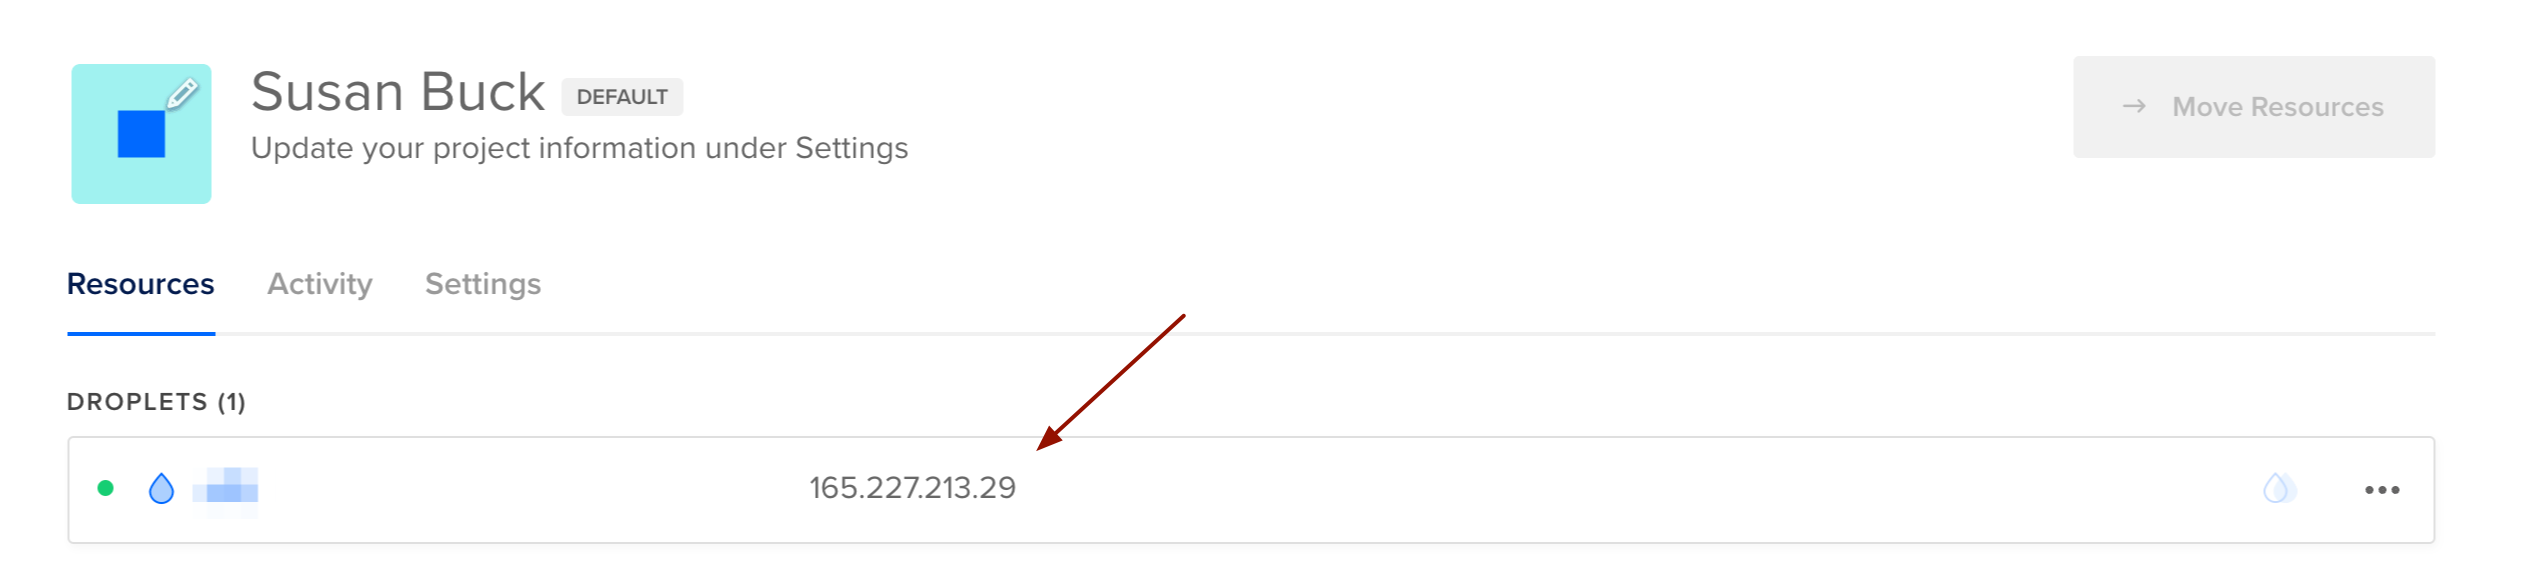 Susan Buck DEFAULT
Update your project information under Settings
→ Move Resources
Resources Activity Settings
DROPLETS (1)
165.227.213.29